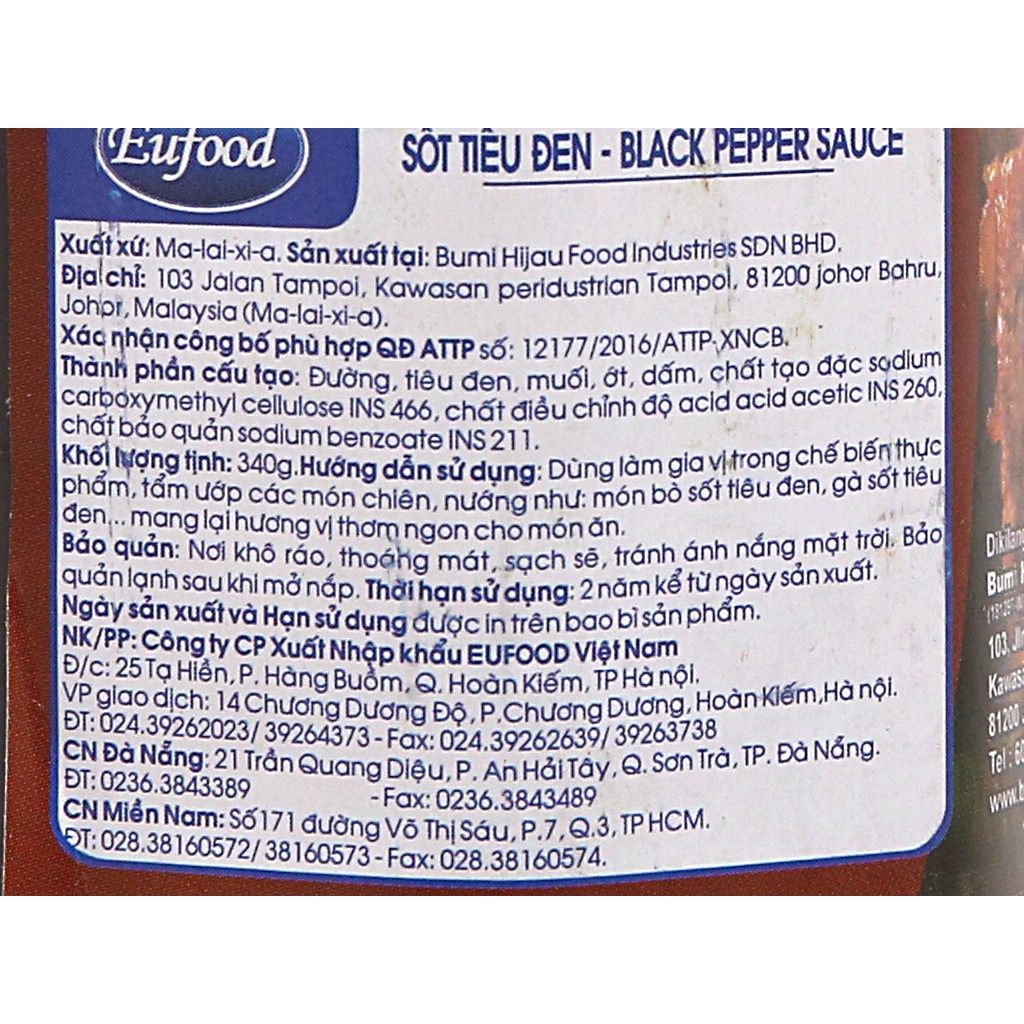 Eufood
SỐT TIÊU ĐEN - BLACK PEPPER SAUCE
Xuất xứ: Ma-lai-xi-a. Sản xuất tại: Bumi Hijau Food Industries SDN BHD.
Địa chỉ: 103 Jalan Tampoi, Kawasan peridustrian Tampoi, 81200 johor Bahru,
Johor, Malaysia (Ma-lai-xi-a).
Xác nhận công bố phù hợp QĐ ATTP số: 12177/2016/ATTP-XNCB.
Thành phần cấu tạo: Đường, tiêu đen, muối, ớt, dấm, chất tạo đặc sodium
carboxymethyl cellulose INS 466, chất điều chỉnh độ acid acid acetic INS 260,
chất bảo quản sodium benzoate INS 211.
Khối lượng tịnh: 340g.Hướng dẫn sử dụng: Dùng làm gia vị trong chế biến thực
phẩm, tẩm ướp các món chiên, nướng như: món bò sốt tiêu đen, gà sốt tiêu
đen,.. mang lại hương vị thơm ngon cho món ăn.
Bảo quản: Nơi khô ráo, thoáng mát, sạch sẽ, tránh ánh nắng mặt trời. Bảo
quản lạnh sau khi mở nắp. Thời hạn sử dụng: 2 năm kể từ ngày sản xuất.
Ngày sản xuất và Hạn sử dụng được in trên bao bì sản phẩm.
NK/PP: Công ty CP Xuất Nhập khẩu EUFOOD Việt Nam
Đ/c: 25 Tạ Hiền, P. Hàng Buồm, Q. Hoàn Kiếm, TP Hà nội.
VP giao dịch: 14 Chương Dương Độ, P.Chương Dương, Hoàn Kiếm,Hà nội.
ĐT: 024.39262023/ 39264373 - Fax: 024.39262639/ 39263738
CN Đà Nẵng: 21 Trần Quang Diệu, P. An Hải Tây, Q. Sơn Trà, TP. Đà Nẵng.
ĐT: 0236.3843389 - Fax: 0236.3843489
CN Miền Nam: Số 171 đường Võ Thị Sáu, P.7, Q.3, TP HCM.
ĐT: 028.38160572/ 38160573 - Fax: 028.38160574.
Bumi
103,
81200
Tel : 60